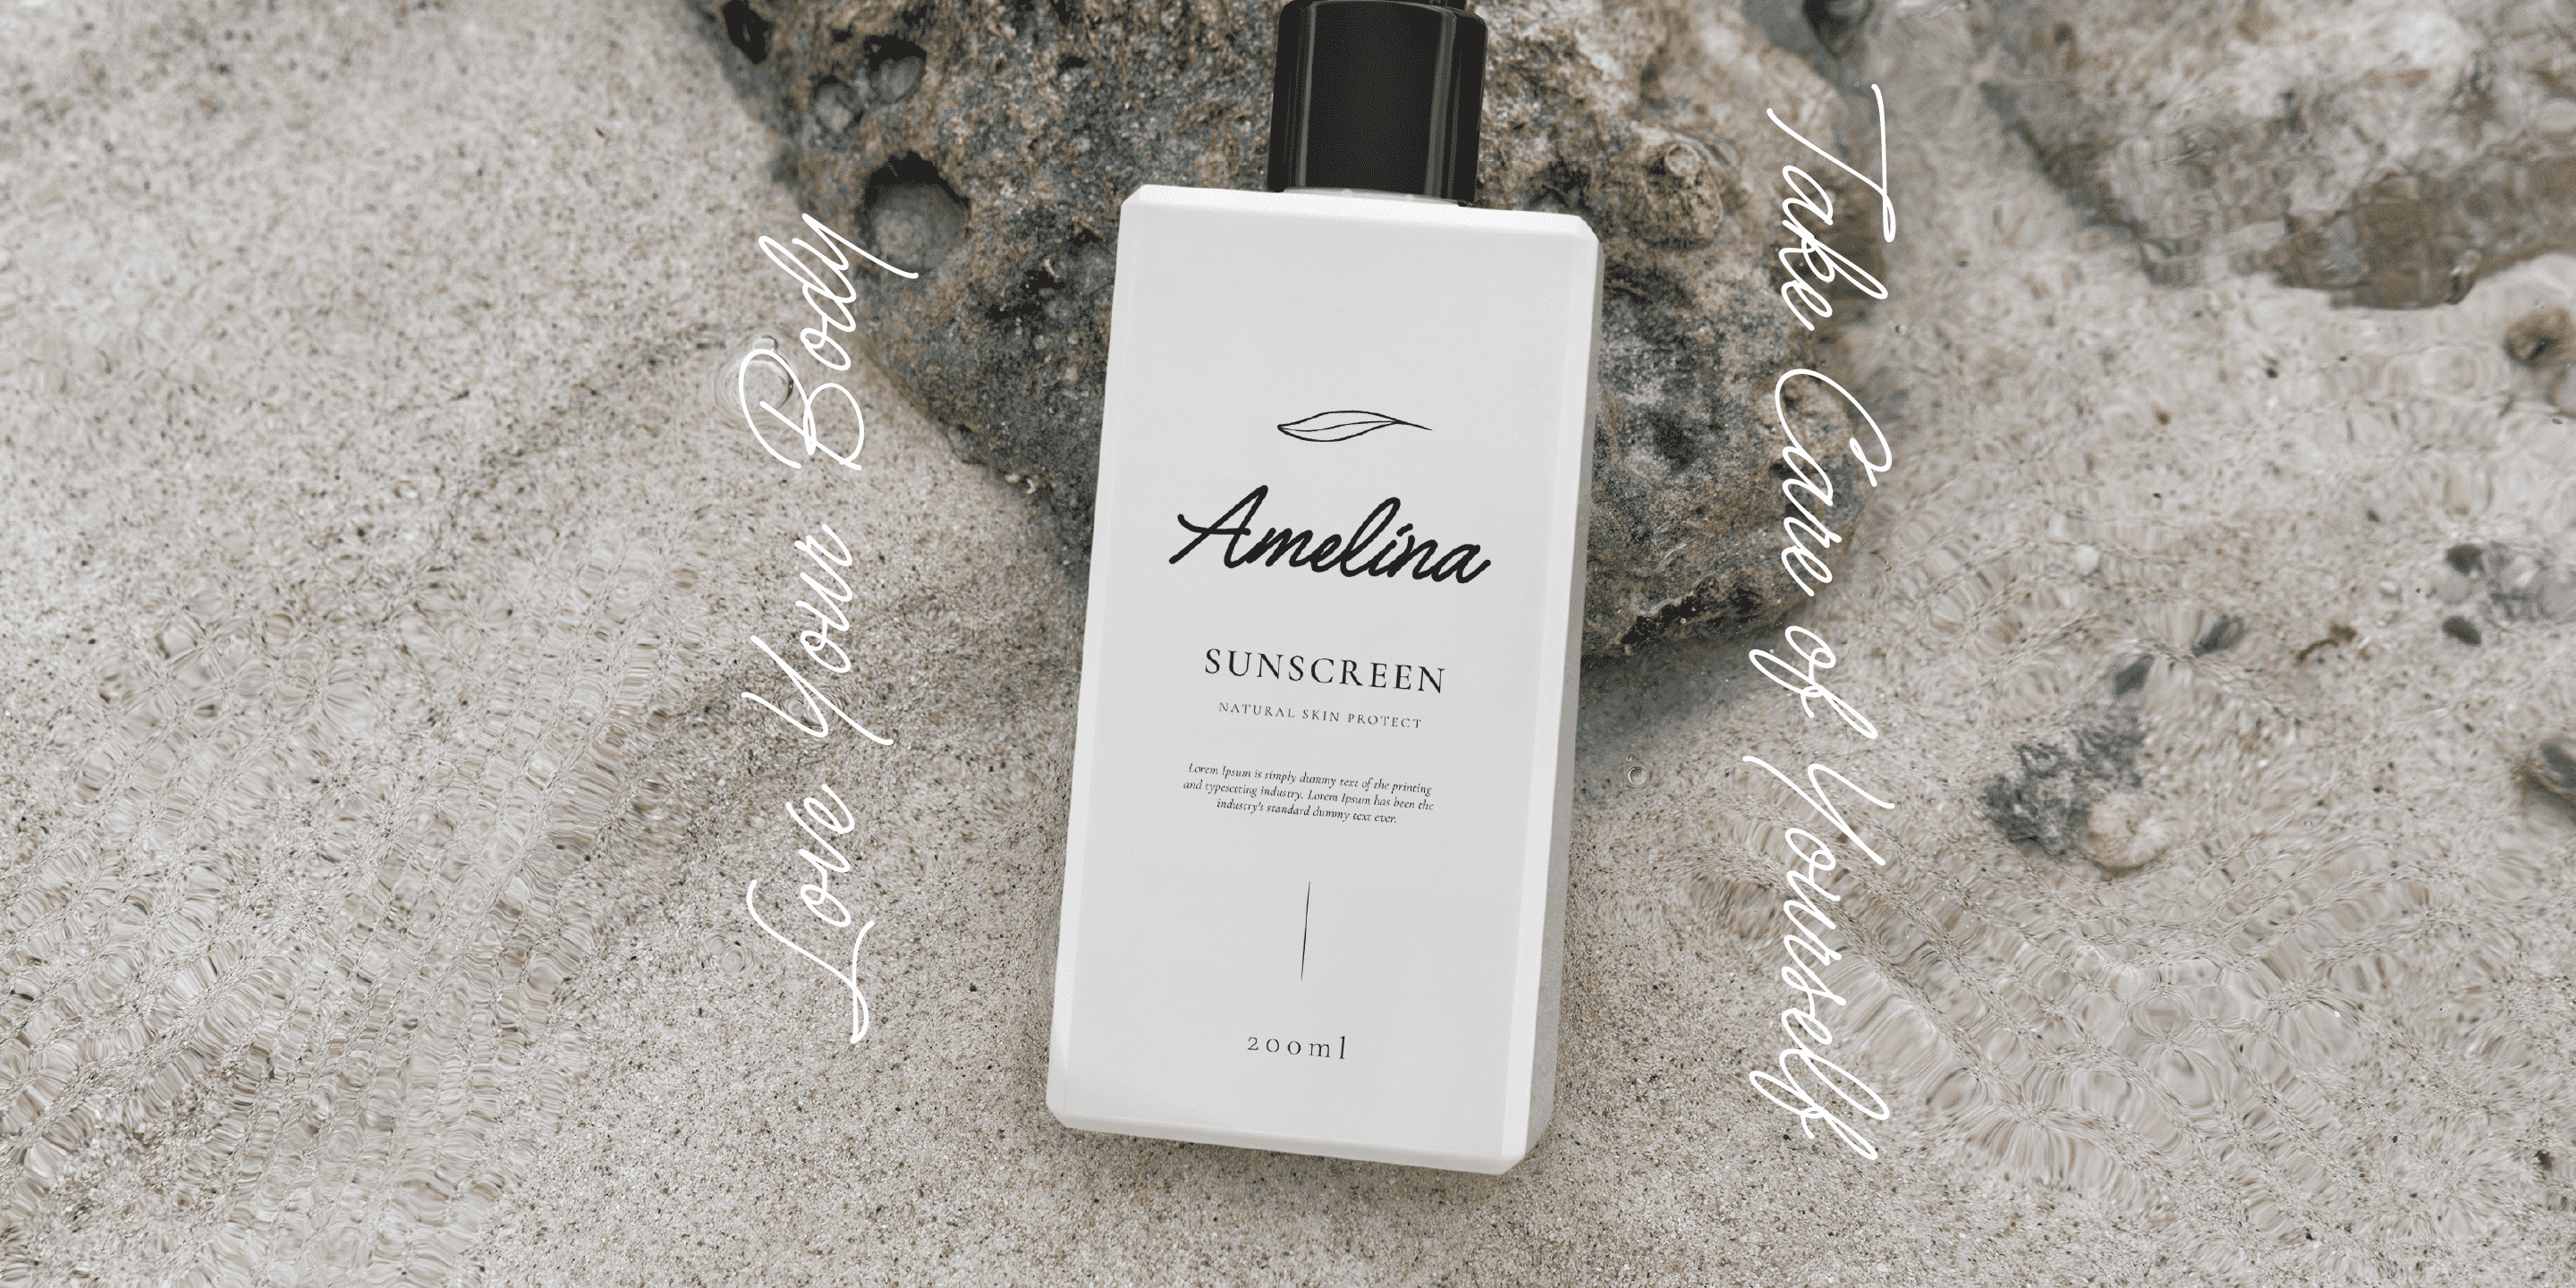 Love Your Body
Amelina
SUNSCREEN
NATURAL SKIN PROTECT
Lorem Ipsum is simply dummy text of the printing
and typesetting industry. Lorem Ipsum has been the
industry's standard dummy text ever.
200ml
Take Care of Yourself